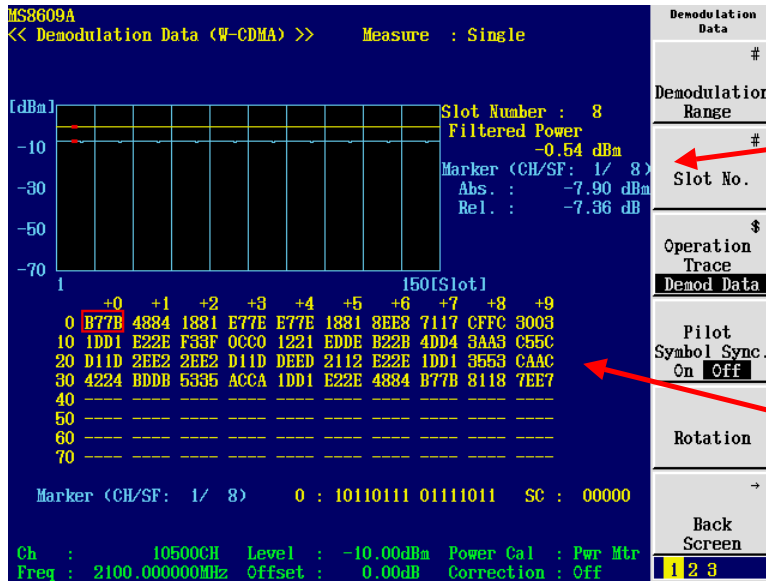 MS8609A
<< Demodulation Data (W-CDMA) >> Measure : Single
[dBm]
-10
-30
-50
-70
1 150[Slot]
Slot Number : 8
Filtered Power
-0.54 dBm
Marker (CH/SF: 1/ 8)
Abs. : -7.90 dBm
Rel. : -7.36 dB
+0 +1 +2 +3 +4 +5 +6 +7 +8 +9
0 B77B 4884 1881 E77E E77E 1881 8EE8 7117 CFFC 3003
10 1DD1 E22E F33F 0CC0 1221 EDDE B22B 4DD4 3AA3 C55C
20 D11D 2EE2 2EE2 D11D DEED 2112 E22E 1DD1 3553 CAAC
30 4224 BDDB 5335 ACCA 1DD1 E22E 4884 B77B 8118 7EE7
40 ---- ---- ---- ---- ---- ---- ---- ---- ---- ----
50 ---- ---- ---- ---- ---- ---- ---- ---- ---- ----
60 ---- ---- ---- ---- ---- ---- ---- ---- ---- ----
70 ---- ---- ---- ---- ---- ---- ---- ---- ---- ----
Marker (CH/SF: 1/ 8) 0 : 10110111 01111011 SC : 00000
Ch : 10500CH Level : -10.00dBm Power Cal : Pwr Mtr
Freq : 2100.000000MHz Offset : 0.00dB Correction : Off
Demodulation
Data
#
Demodulation
Range
#
Slot No.
$
Operation
Trace
Demod Data
Pilot
Symbol Sync.
On Off
Rotation
→
Back
Screen
1 2 3